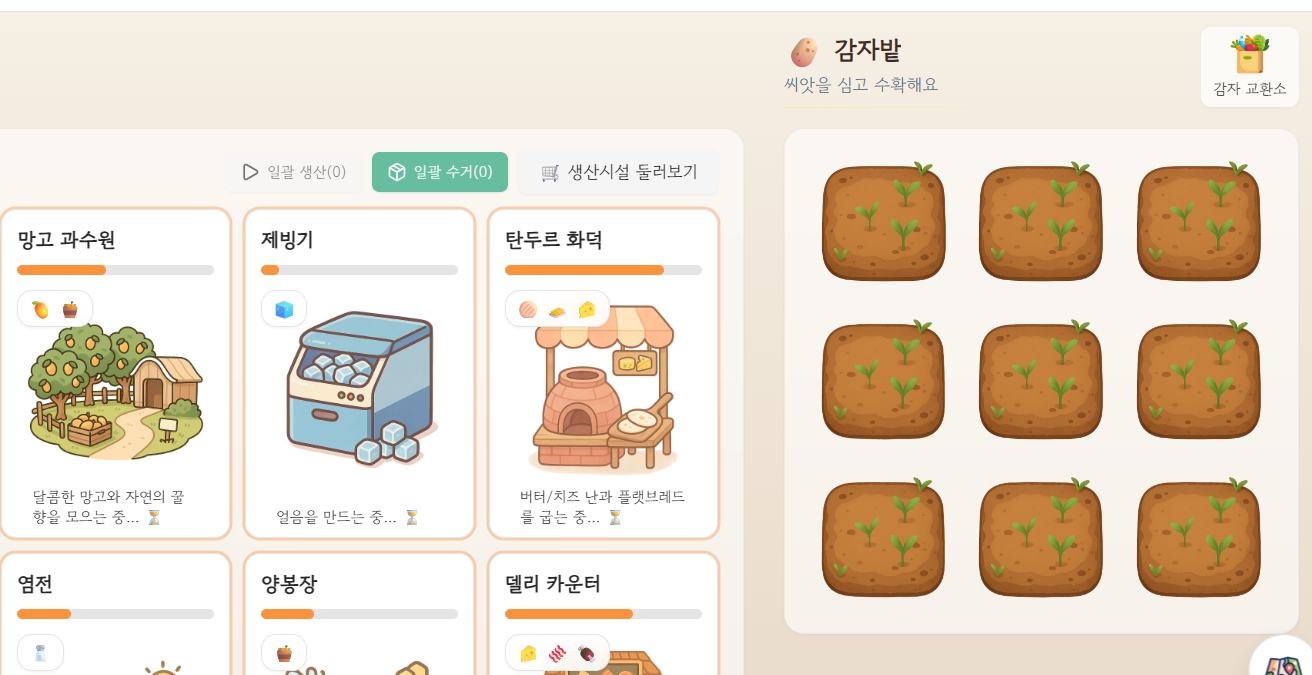 감자밭
씨앗을 심고 수확해요
감자 교환소
일괄 생산(0)
일괄 수거(0)
생산시설 둘러보기
망고 과수원
제빙기
탄두르 화덕
달콤한 망고와 자연의 꿀
향을 모으는 중... ⏳
얼음을 만드는 중... ⏳
버터/치즈 난과 플랫브레드
를 굽는 중... ⏳
염전
양봉장
델리 카운터